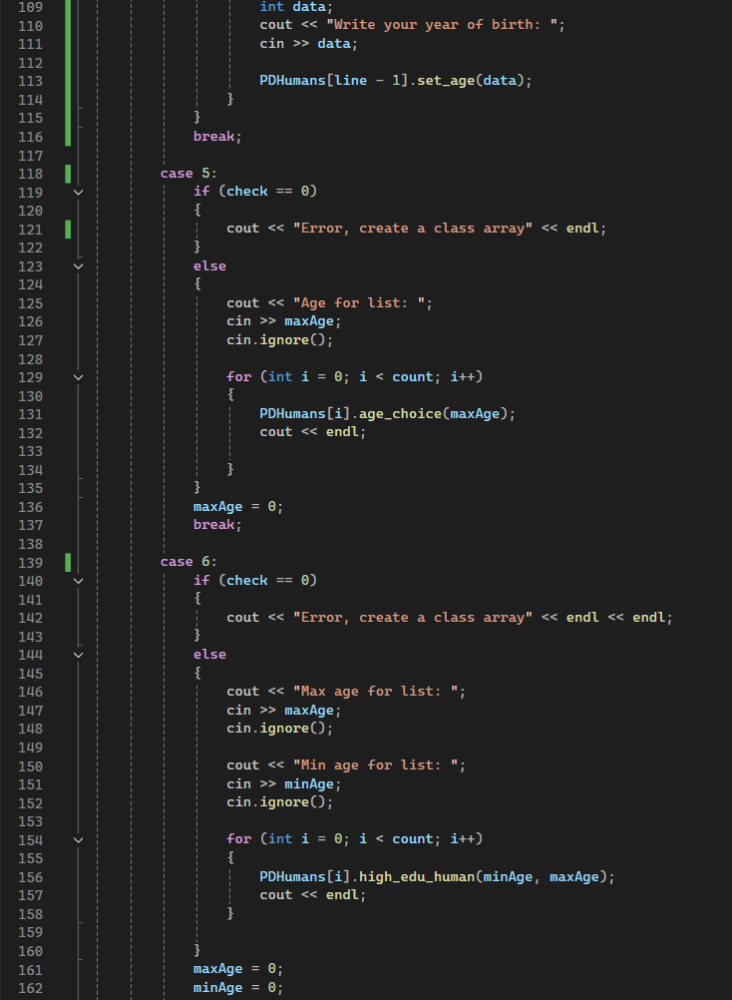 109 int data;
110 cout << "Write your year of birth: ";
111 cin >> data;
112
113 PDHumans[line - 1].set_age(data);
114 }
115 }
116 break;
117
118 case 5:
119 if (check == 0)
120 {
121 cout << "Error, create a class array" << endl;
122 }
123 else
124 {
125 cout << "Age for list: ";
126 cin >> maxAge;
127 cin.ignore();
128
129 for (int i = 0; i < count; i++)
130 {
131 PDHumans[i].age_choice(maxAge);
132 cout << endl;
133
134 }
135 }
136 maxAge = 0;
137 break;
138
139 case 6:
140 if (check == 0)
141 {
142 cout << "Error, create a class array" << endl << endl;
143 }
144 else
145 {
146 cout << "Max age for list: ";
147 cin >> maxAge;
148 cin.ignore();
149
150 cout << "Min age for list: ";
151 cin >> minAge;
152 cin.ignore();
153
154 for (int i = 0; i < count; i++)
155 {
156 PDHumans[i].high_edu_human(minAge, maxAge);
157 cout << endl;
158 }
159
160 }
161 maxAge = 0;
162 minAge = 0;